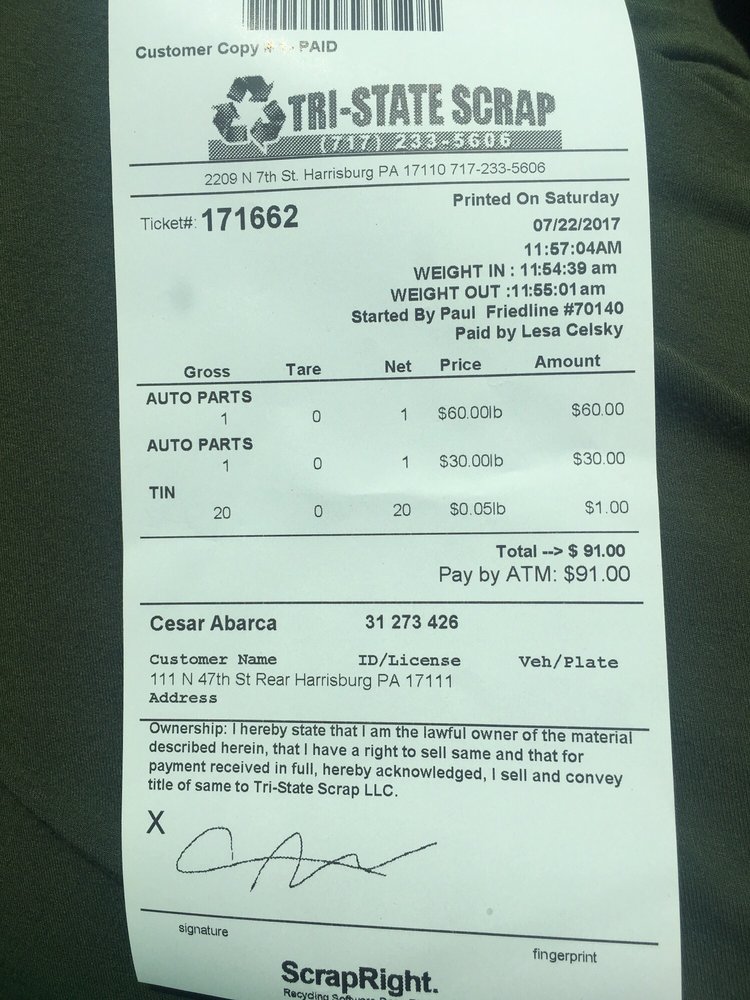 Customer Copy PAID
TRI-STATE SCRAP
(717) 233-5606
2209 N 7th St. Harrisburg PA 17110 717-233-5606
Ticket#: 171662
Printed On Saturday
07/22/2017
11:57:04AM
WEIGHT IN : 11:54:39 am
WEIGHT OUT :11:55:01 am
Started By Paul Friedline #70140
Paid by Lesa Celsky
Gross Tare Net Price Amount
AUTO PARTS
1 0 1 $60.00lb $60.00
AUTO PARTS
1 0 1 $30.00lb $30.00
TIN
20 0 20 $0.05lb $1.00
Total --> $ 91.00
Pay by ATM: $91.00
Cesar Abarca 31 273 426
Customer Name ID/License Veh/Plate
111 N 47th St Rear Harrisburg PA 17111
Address
Ownership: I hereby state that I am the lawful owner of the material
described herein, that I have a right to sell same and that for
payment received in full, hereby acknowledged, I sell and convey
title of same to Tri-State Scrap LLC.
X
signature
fingerprint
ScrapRight.
Recycling Software